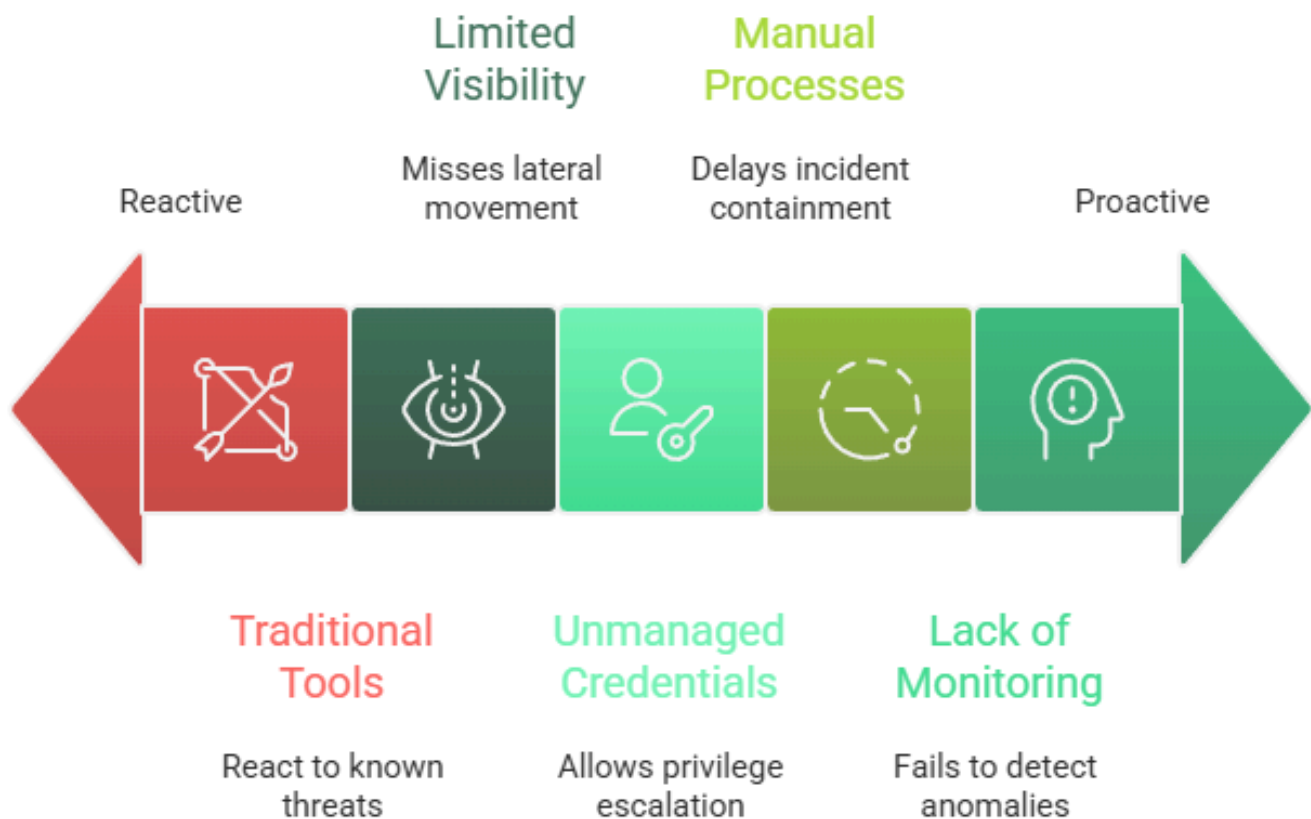 Limited
Visibility
Manual
Processes
Misses lateral
movement
Delays incident
containment
Reactive
Proactive
Traditional
Tools
Unmanaged
Credentials
Lack of
Monitoring
React to known
threats
Allows privilege
escalation
Fails to detect
anomalies